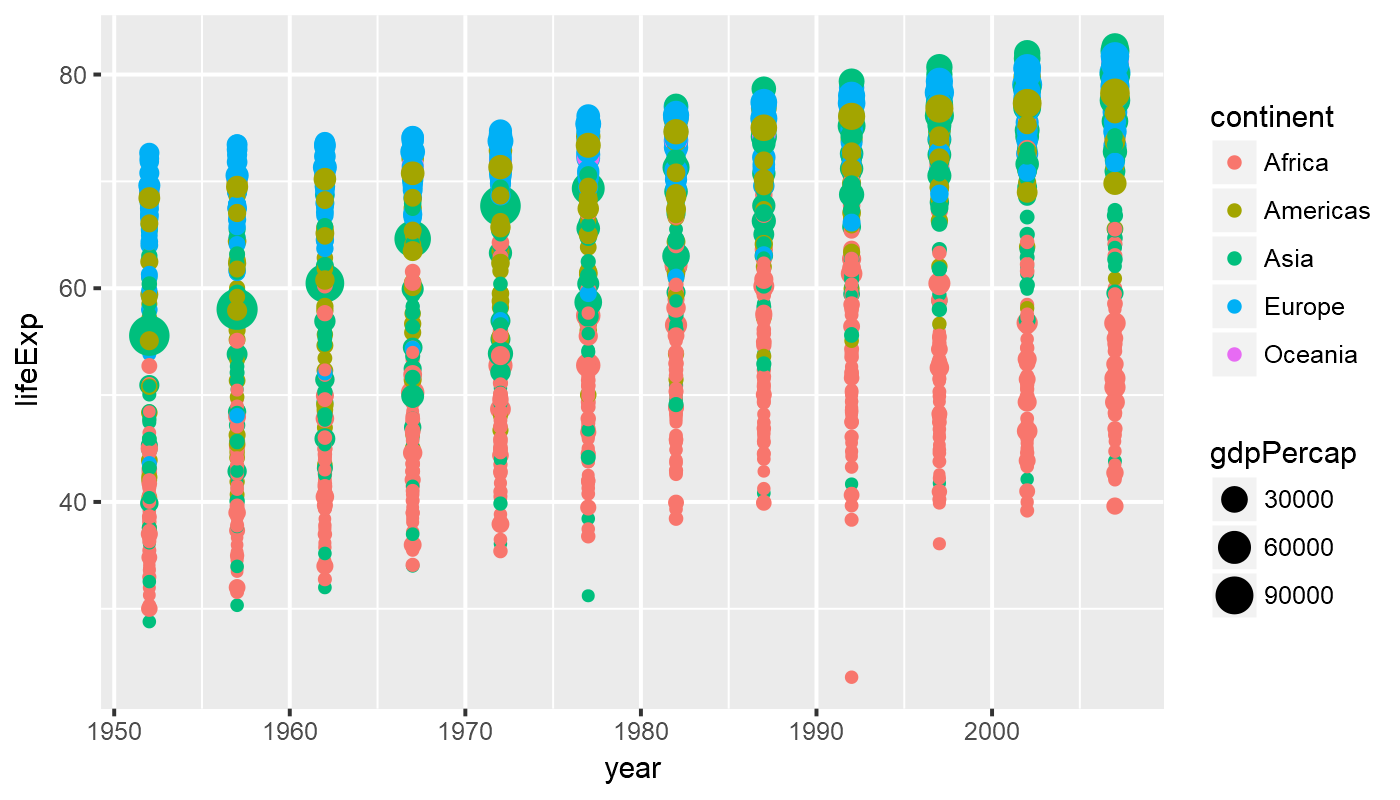 lifeExp
80
60
40
1950 1960 1970 1980 1990 2000
year
continent
Africa
Americas
Asia
Europe
Oceania
gdpPercap
30000
60000
90000